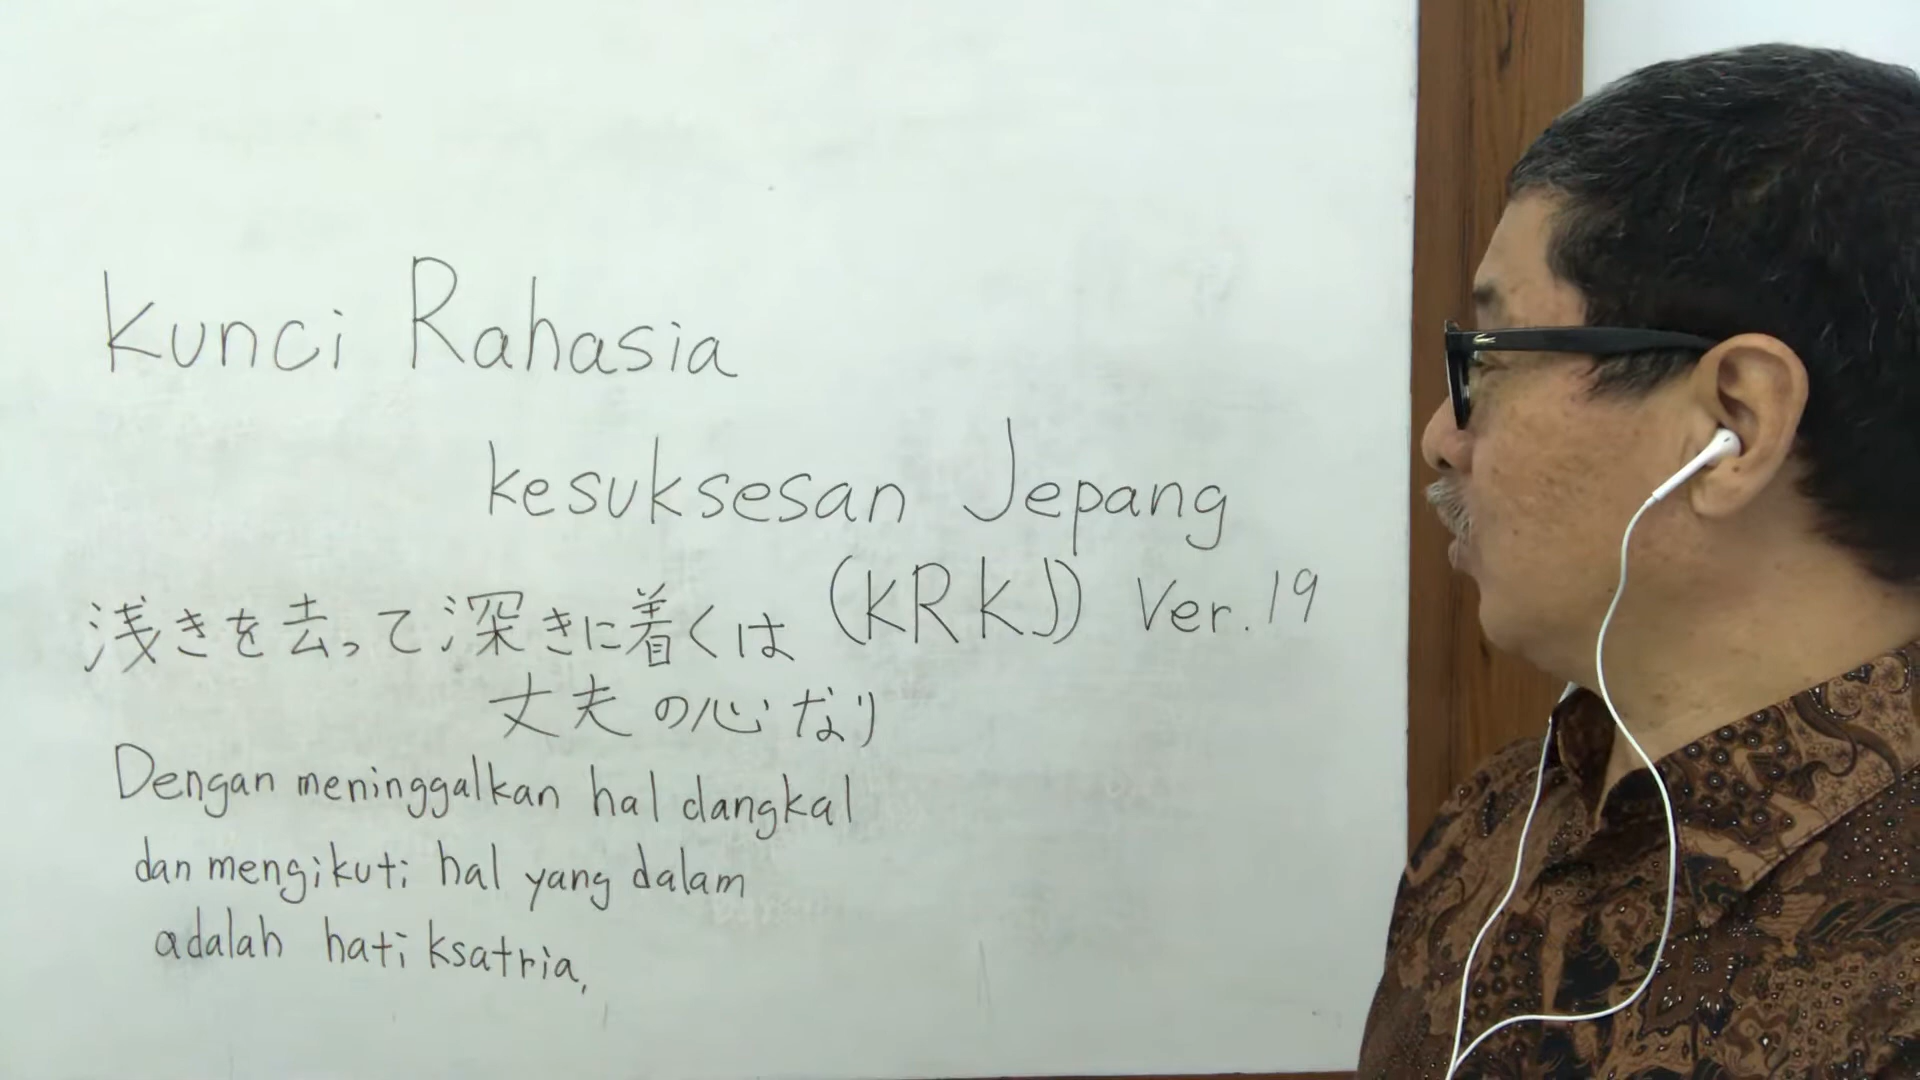 Kunci Rahasia
kesuksesan Jepang
(KRKJ) Ver.19
浅きを去って深きに着くは
丈夫の心なり
Dengan meninggalkan hal dangkal
dan mengikuti hal yang dalam
adalah hati ksatria,